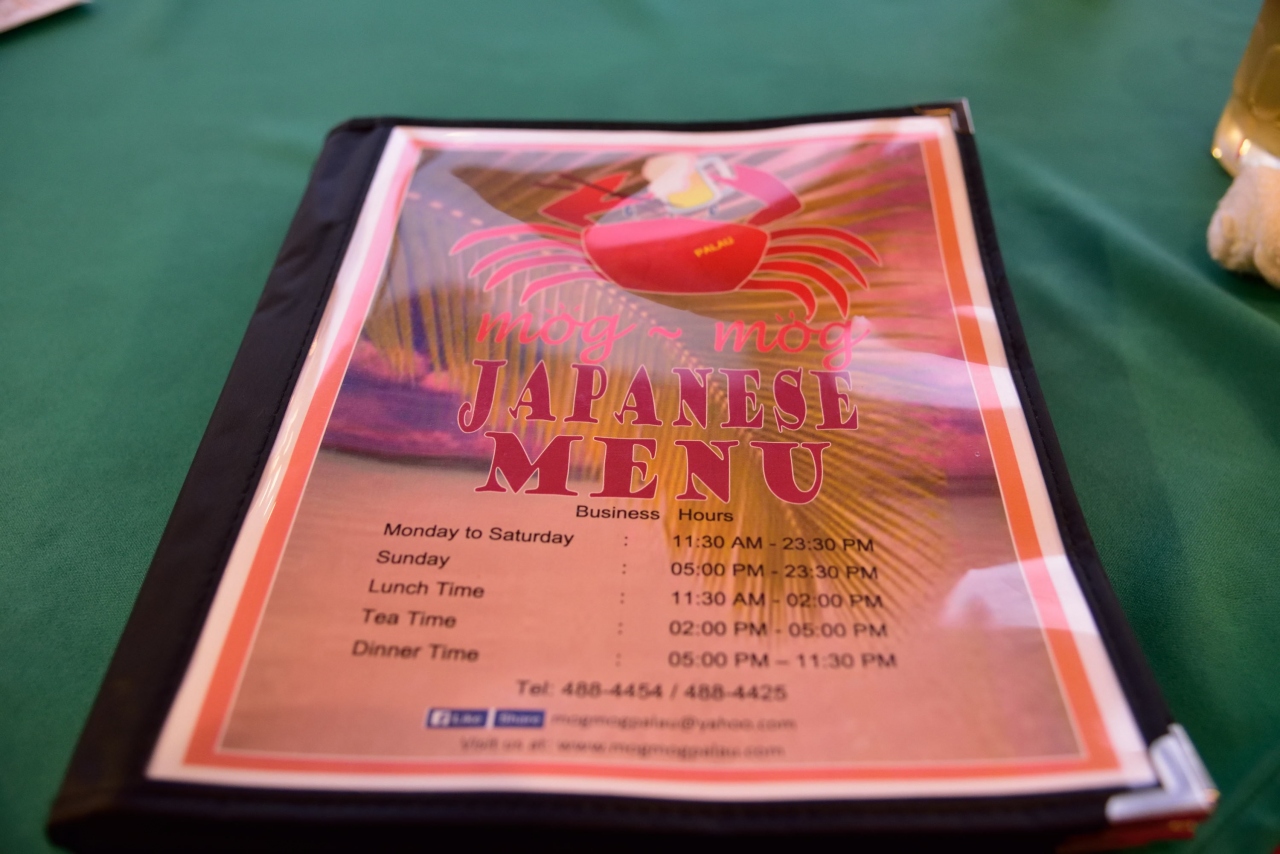 PALAU
mög ~ mög
JAPANESE
MENU
Business Hours
Monday to Saturday : 11:30 AM - 23:30 PM
Sunday : 05:00 PM - 23:30 PM
Lunch Time : 11:30 AM - 02:00 PM
Tea Time : 02:00 PM - 05:00 PM
Dinner Time : 05:00 PM – 11:30 PM
Tel: 488-4454 / 488-4425
Like Share mogmogpalau@yahoo.com
Visit us at: www.mogmogpalau.com